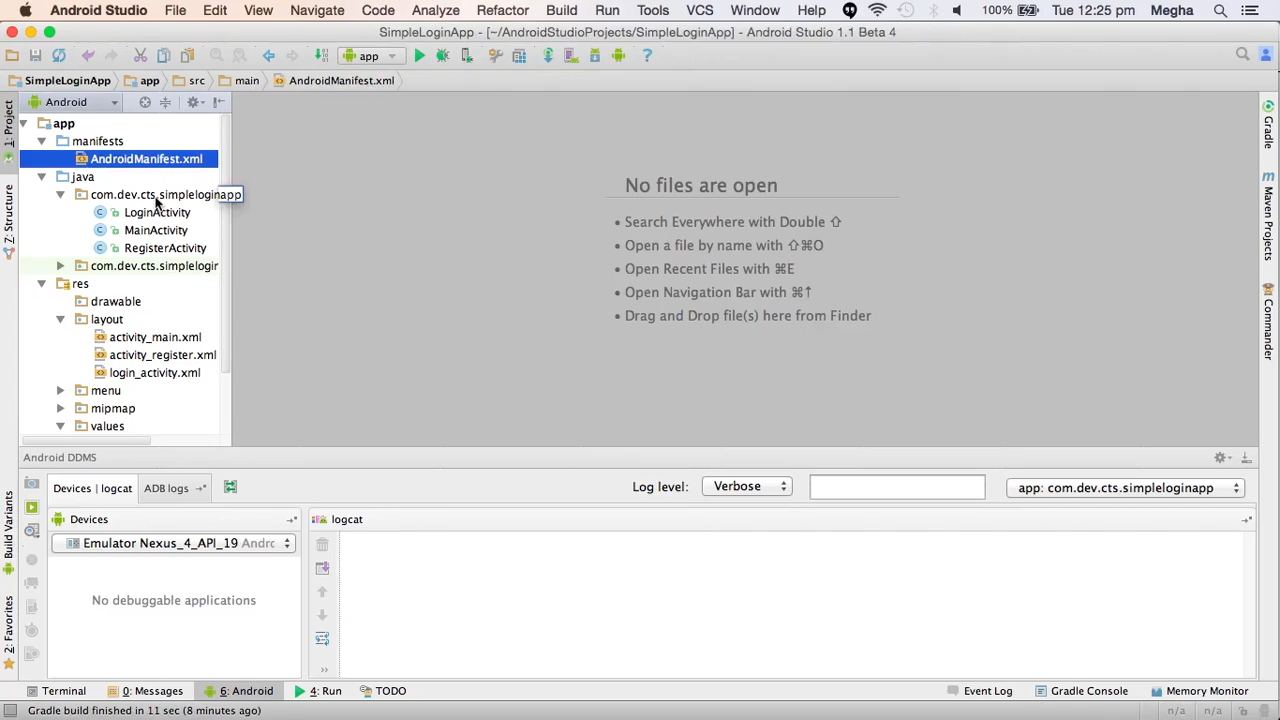 Android Studio File Edit View Navigate Code Analyze Refactor Build Run Tools VCS Window Help 100% Tue 12:25 pm Megha
SimpleLoginApp - [~/AndroidStudioProjects/SimpleLoginApp] - Android Studio 1.1 Beta 4
app
SimpleLoginApp app src main AndroidManifest.xml
1: Project
Z: Structure
Build Variants
2: Favorites
Android
app
manifests
AndroidManifest.xml
java
com.dev.cts.simpleloginapp
LoginActivity
MainActivity
RegisterActivity
com.dev.cts.simplelogir
res
drawable
layout
activity_main.xml
activity_register.xml
login_activity.xml
menu
mipmap
values
No files are open
• Search Everywhere with Double ⇧
• Open a file by name with ⇧⌘O
• Open Recent Files with ⌘E
• Open Navigation Bar with ⌘↑
• Drag and Drop file(s) here from Finder
Gradle
m Maven Projects
Commander
Android DDMS
Devices | logcat ADB logs →* Log level: Verbose app: com.dev.cts.simpleloginapp
Devices
Emulator Nexus_4_API_19 Andrc
No debuggable applications
logcat
>>
Terminal 0: Messages 6: Android 4: Run TODO Event Log Gradle Console Memory Monitor
Gradle build finished in 11 sec (8 minutes ago) n/a n/a